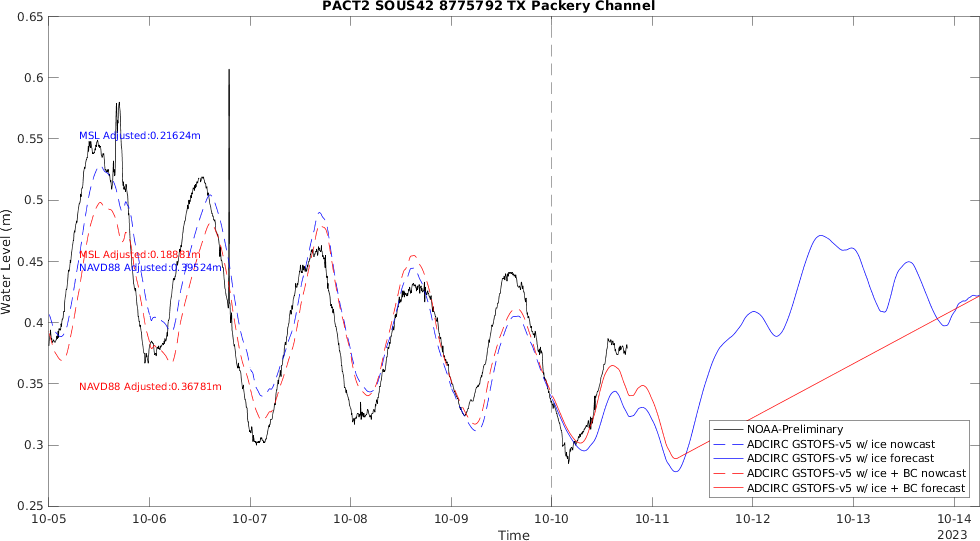 PACT2 SOUS42 8775792 TX Packery Channel
0.65
0.6
0.55
0.5
0.45
0.4
0.35
0.3
0.25
Water Level (m)
MSL Adjusted:0.21624m
MSL Adjusted:0.18881m
NAVD88 Adjusted:0.39524m
NAVD88 Adjusted:0.36781m
NOAA-Preliminary
ADCIRC GSTOFS-v5 w/ ice nowcast
ADCIRC GSTOFS-v5 w/ ice forecast
ADCIRC GSTOFS-v5 w/ ice + BC nowcast
ADCIRC GSTOFS-v5 w/ ice + BC forecast
10-05 10-06 10-07 10-08 10-09 10-10 10-11 10-12 10-13 10-14
Time
2023